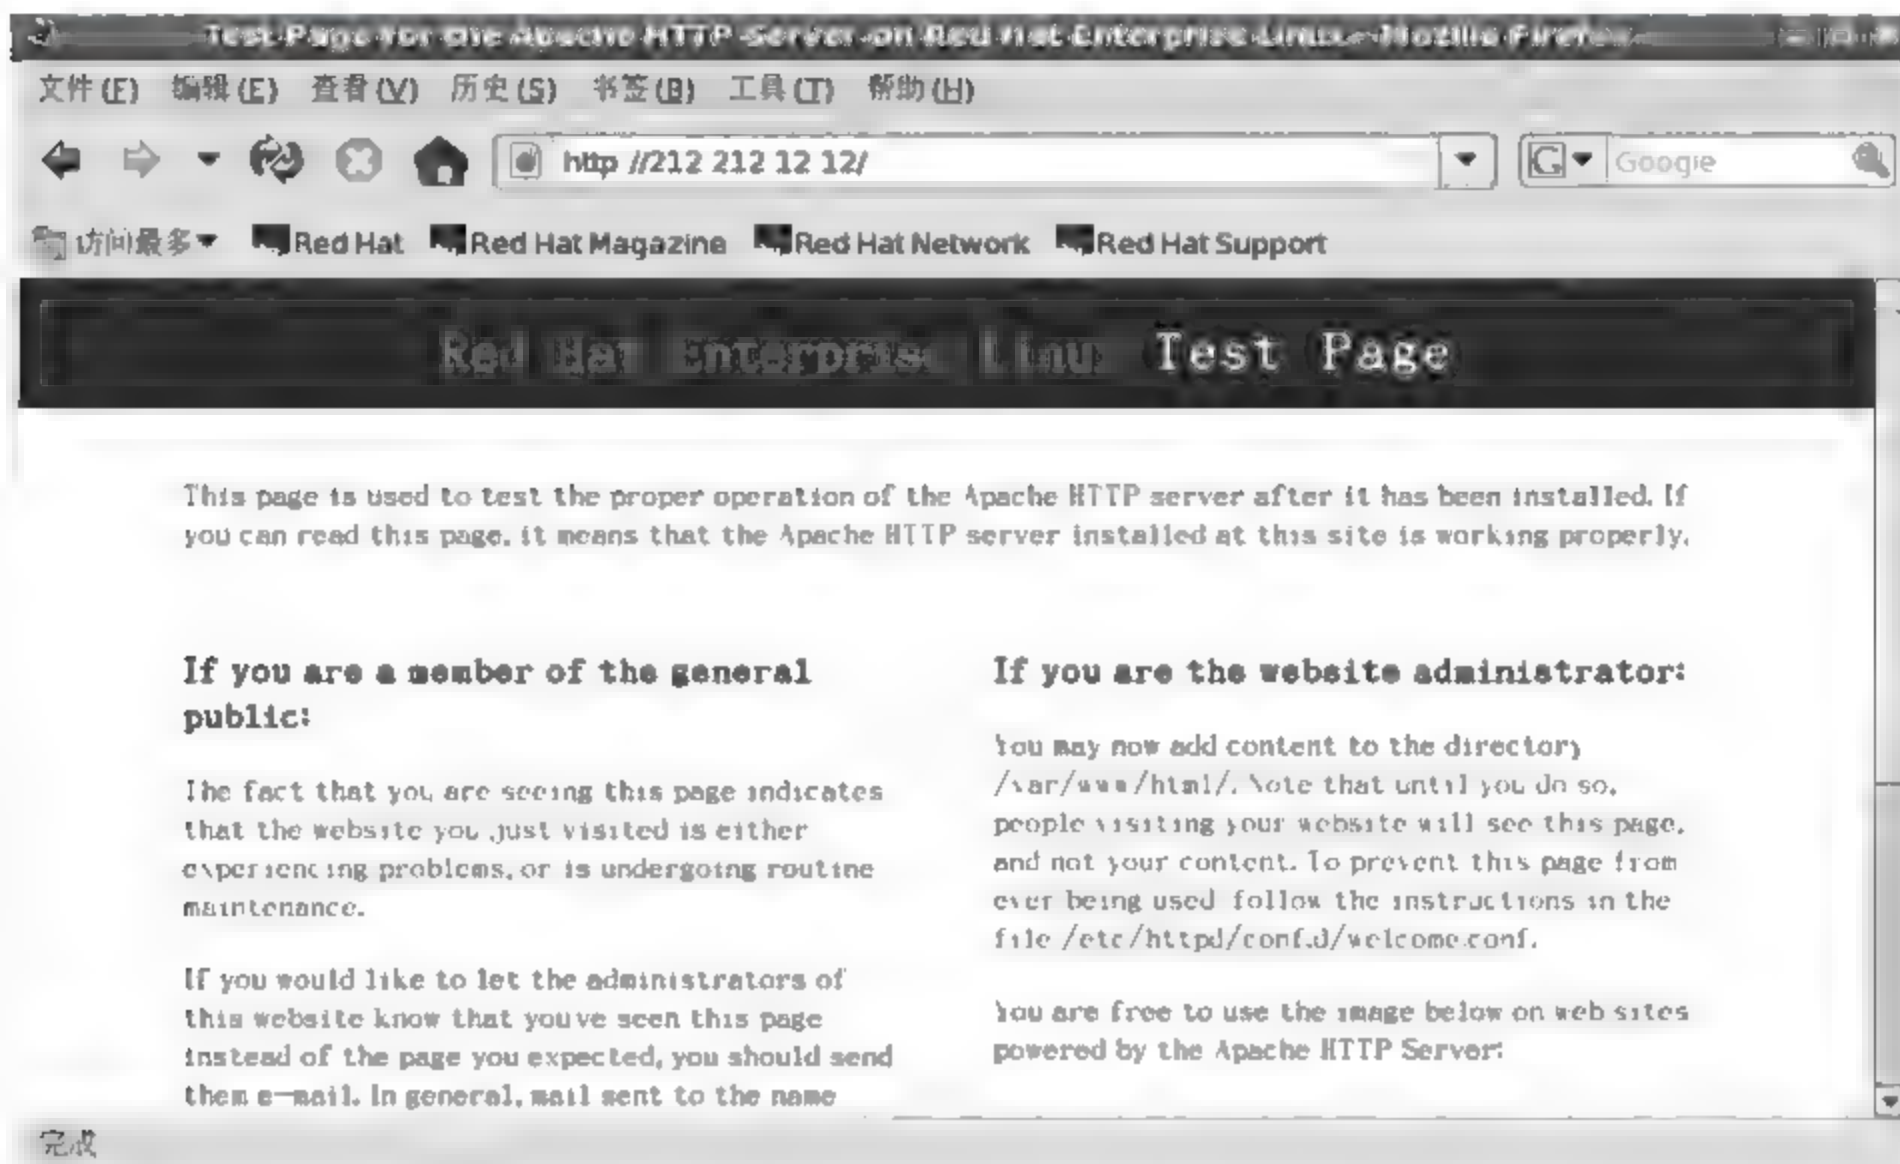 Test Page for the Apache HTTP Server on Red Hat Enterprise Linux - Mozilla Firefox
文件(F) 编辑(E) 查看(V) 历史(S) 书签(B) 工具(T) 帮助(H)
http //212 212 12 12/ G Google
访问最多 Red Hat Red Hat Magazine Red Hat Network Red Hat Support
Red Hat Enterprise Linux Test Page
This page is used to test the proper operation of the Apache HTTP server after it has been installed. If
you can read this page, it means that the Apache HTTP server installed at this site is working properly.
If you are a member of the general
public:
The fact that you are seeing this page indicates
that the website you just visited is either
experiencing problems, or is undergoing routine
maintenance.
If you would like to let the administrators of
this website know that you've seen this page
instead of the page you expected, you should send
them e-mail. In general, mail sent to the name
If you are the website administrator:
You may now add content to the directory
/var/www/html/. Note that until you do so,
people visiting your website will see this page,
and not your content. To prevent this page from
ever being used follow the instructions in the
file /etc/httpd/conf.d/welcome.conf.
You are free to use the image below on web sites
powered by the Apache HTTP Server:
完成